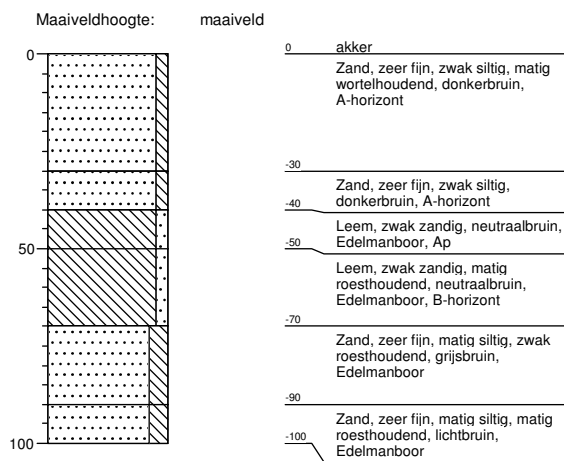 Maaiveldhoogte: maaiveld
0
50
100
0 akker
Zand, zeer fijn, zwak siltig, matig
wortelhoudend, donkerbruin,
A-horizont
-30
Zand, zeer fijn, zwak siltig,
donkerbruin, A-horizont
-40
Leem, zwak zandig, neutraalbruin,
Edelmanboor, Ap
-50
Leem, zwak zandig, matig
roesthoudend, neutraalbruin,
Edelmanboor, B-horizont
-70
Zand, zeer fijn, matig siltig, zwak
roesthoudend, grijsbruin,
Edelmanboor
-90
Zand, zeer fijn, matig siltig, matig
roesthoudend, lichtbruin,
Edelmanboor
-100